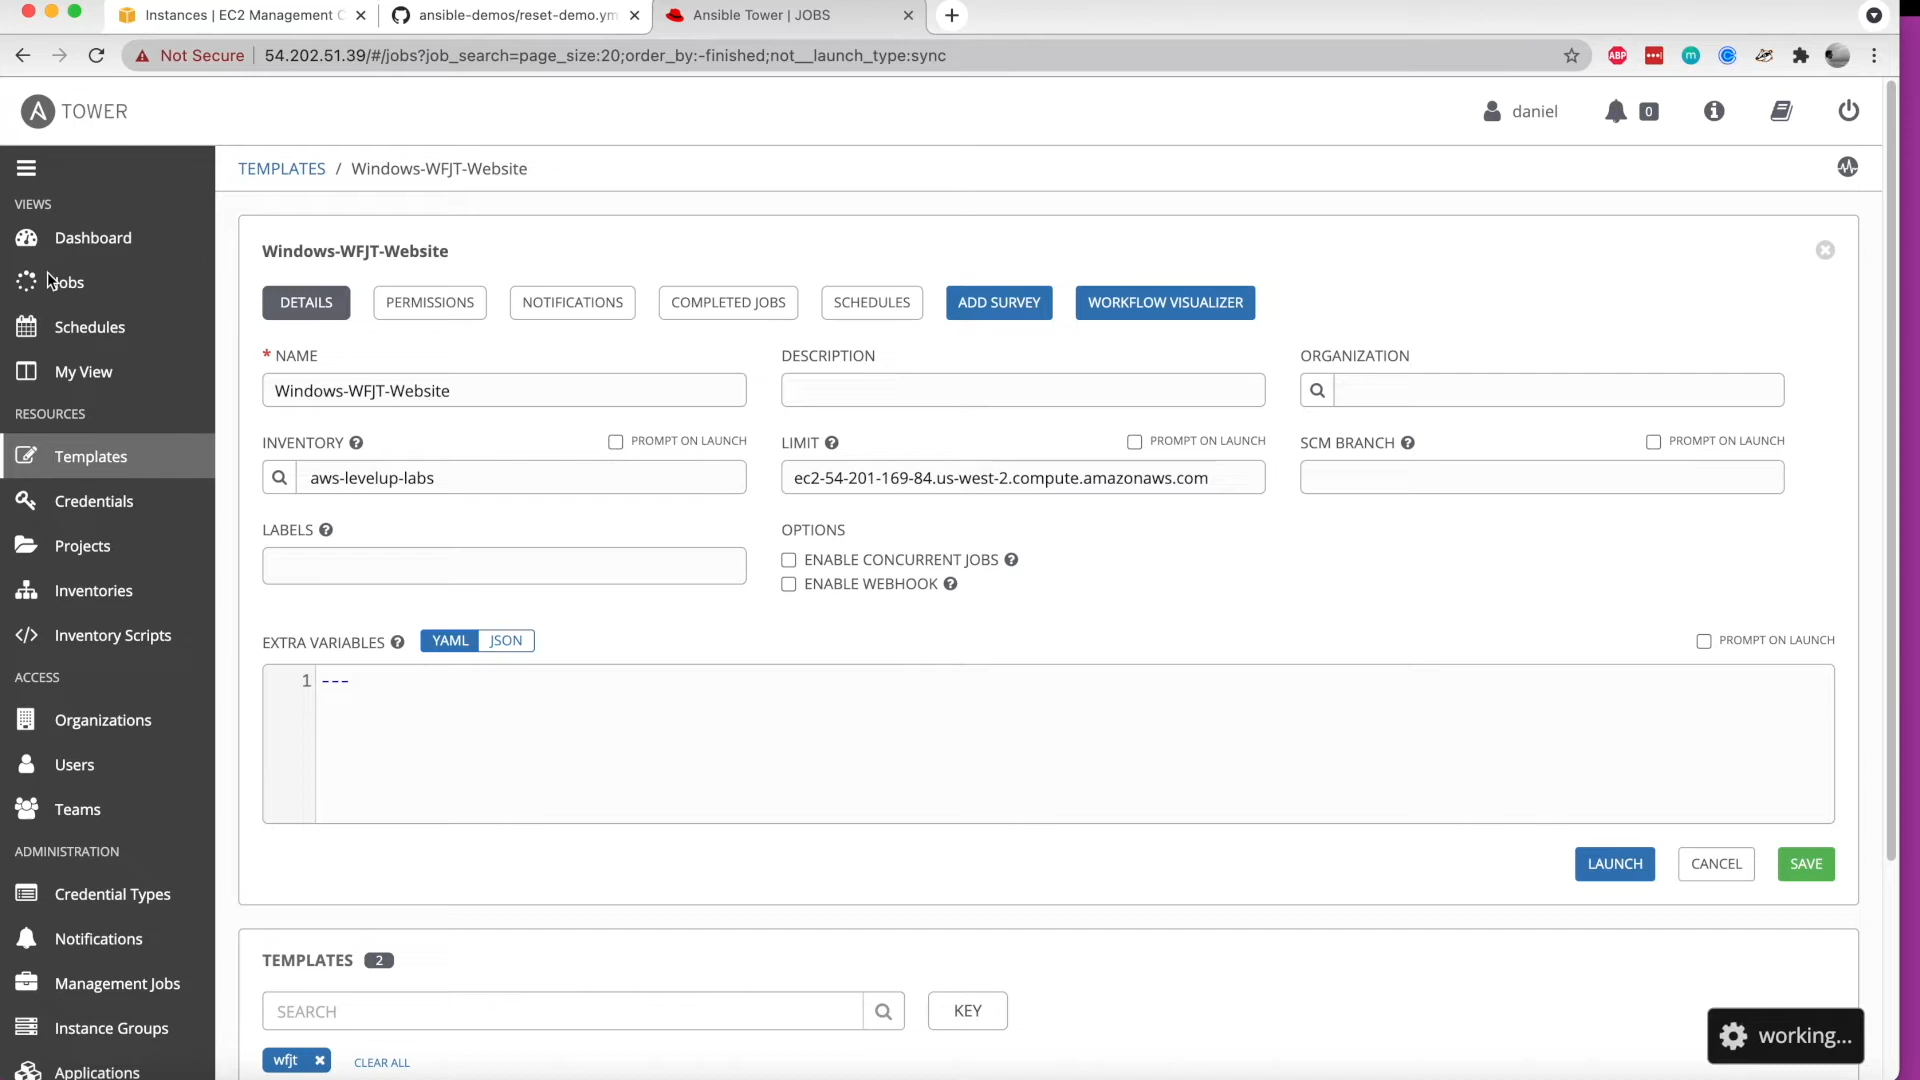 Instances | EC2 Management C
ansible-demos/reset-demo.ym
Ansible Tower | JOBS
Not Secure
54.202.51.39/#/jobs?job_search=page_size:20;order_by:-finished;not__launch_type:sync
ABP
TOWER
daniel
0
TEMPLATES / Windows-WFJT-Website
VIEWS
Dashboard
Jobs
Schedules
My View
RESOURCES
Templates
Credentials
Projects
Inventories
Inventory Scripts
ACCESS
Organizations
Users
Teams
ADMINISTRATION
Credential Types
Notifications
Management Jobs
Instance Groups
Applications
Windows-WFJT-Website
DETAILS
PERMISSIONS
NOTIFICATIONS
COMPLETED JOBS
SCHEDULES
ADD SURVEY
WORKFLOW VISUALIZER
* NAME
Windows-WFJT-Website
DESCRIPTION
ORGANIZATION
INVENTORY
PROMPT ON LAUNCH
aws-levelup-labs
LIMIT
PROMPT ON LAUNCH
ec2-54-201-169-84.us-west-2.compute.amazonaws.com
SCM BRANCH
PROMPT ON LAUNCH
LABELS
OPTIONS
ENABLE CONCURRENT JOBS
ENABLE WEBHOOK
EXTRA VARIABLES
YAML
JSON
PROMPT ON LAUNCH
1 ---
LAUNCH
CANCEL
SAVE
TEMPLATES 2
SEARCH
KEY
wfjt
CLEAR ALL
working...